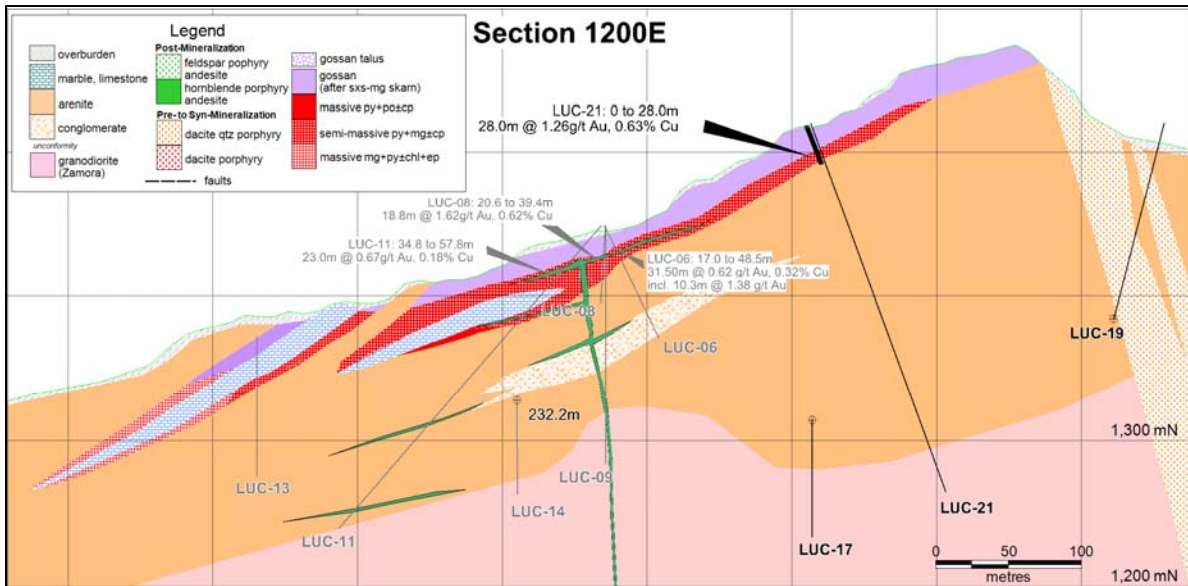 Section 1200E
Legend
overburden
marble, limestone
arenite
conglomerate
unconformity
granodiorite
(Zamora)
Post-Mineralization
feldspar pophyry
andesite
hornblende porphyry
andesite
Pre- to Syn-Mineralization
dacite qtz porphyry
dacite porphyry
faults
gossan talus
gossan
(after sxs-mg skarn)
massive py+po±cp
semi-massive py+mg±cp
massive mg+py±chl+ep
LUC-21: 0 to 28.0m
28.0m @ 1.26g/t Au, 0.63% Cu
LUC-08: 20.6 to 39.4m
18.8m @ 1.62g/t Au, 0.62% Cu
LUC-11: 34.8 to 57.8m
23.0m @ 0.67g/t Au, 0.18% Cu
LUC-06: 17.0 to 48.5m
31.50m @ 0.62 g/t Au, 0.32% Cu
incl. 10.3m @ 1.38 g/t Au
LUC-08
LUC-06
LUC-19
232.2m
1,300 mN
LUC-09
LUC-13
LUC-14
LUC-21
LUC-11
LUC-17
0 50 100
metres
1,200 mN